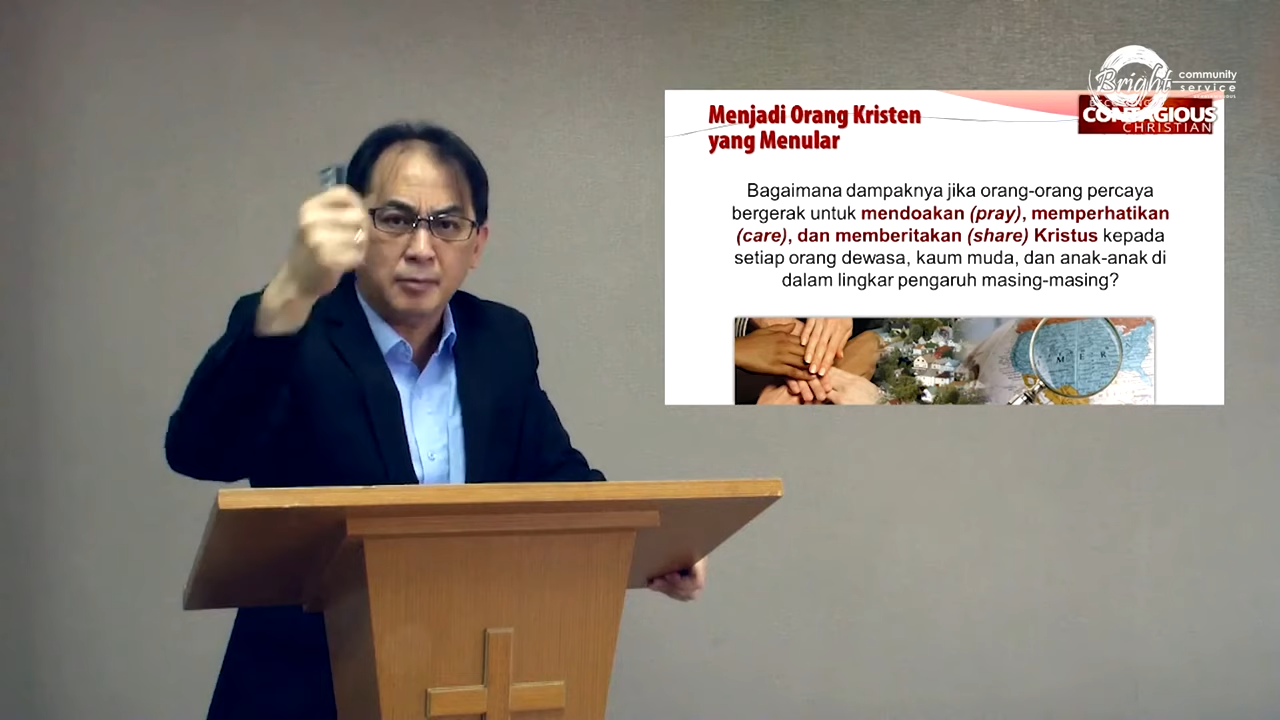 Bright
community
service
CONTAGIOUS
CHRISTIAN
Menjadi Orang Kristen
yang Menular
Bagaimana dampaknya jika orang-orang percaya
bergerak untuk mendoakan (pray), memperhatikan
(care), dan memberitakan (share) Kristus kepada
setiap orang dewasa, kaum muda, dan anak-anak di
dalam lingkar pengaruh masing-masing?
M E R